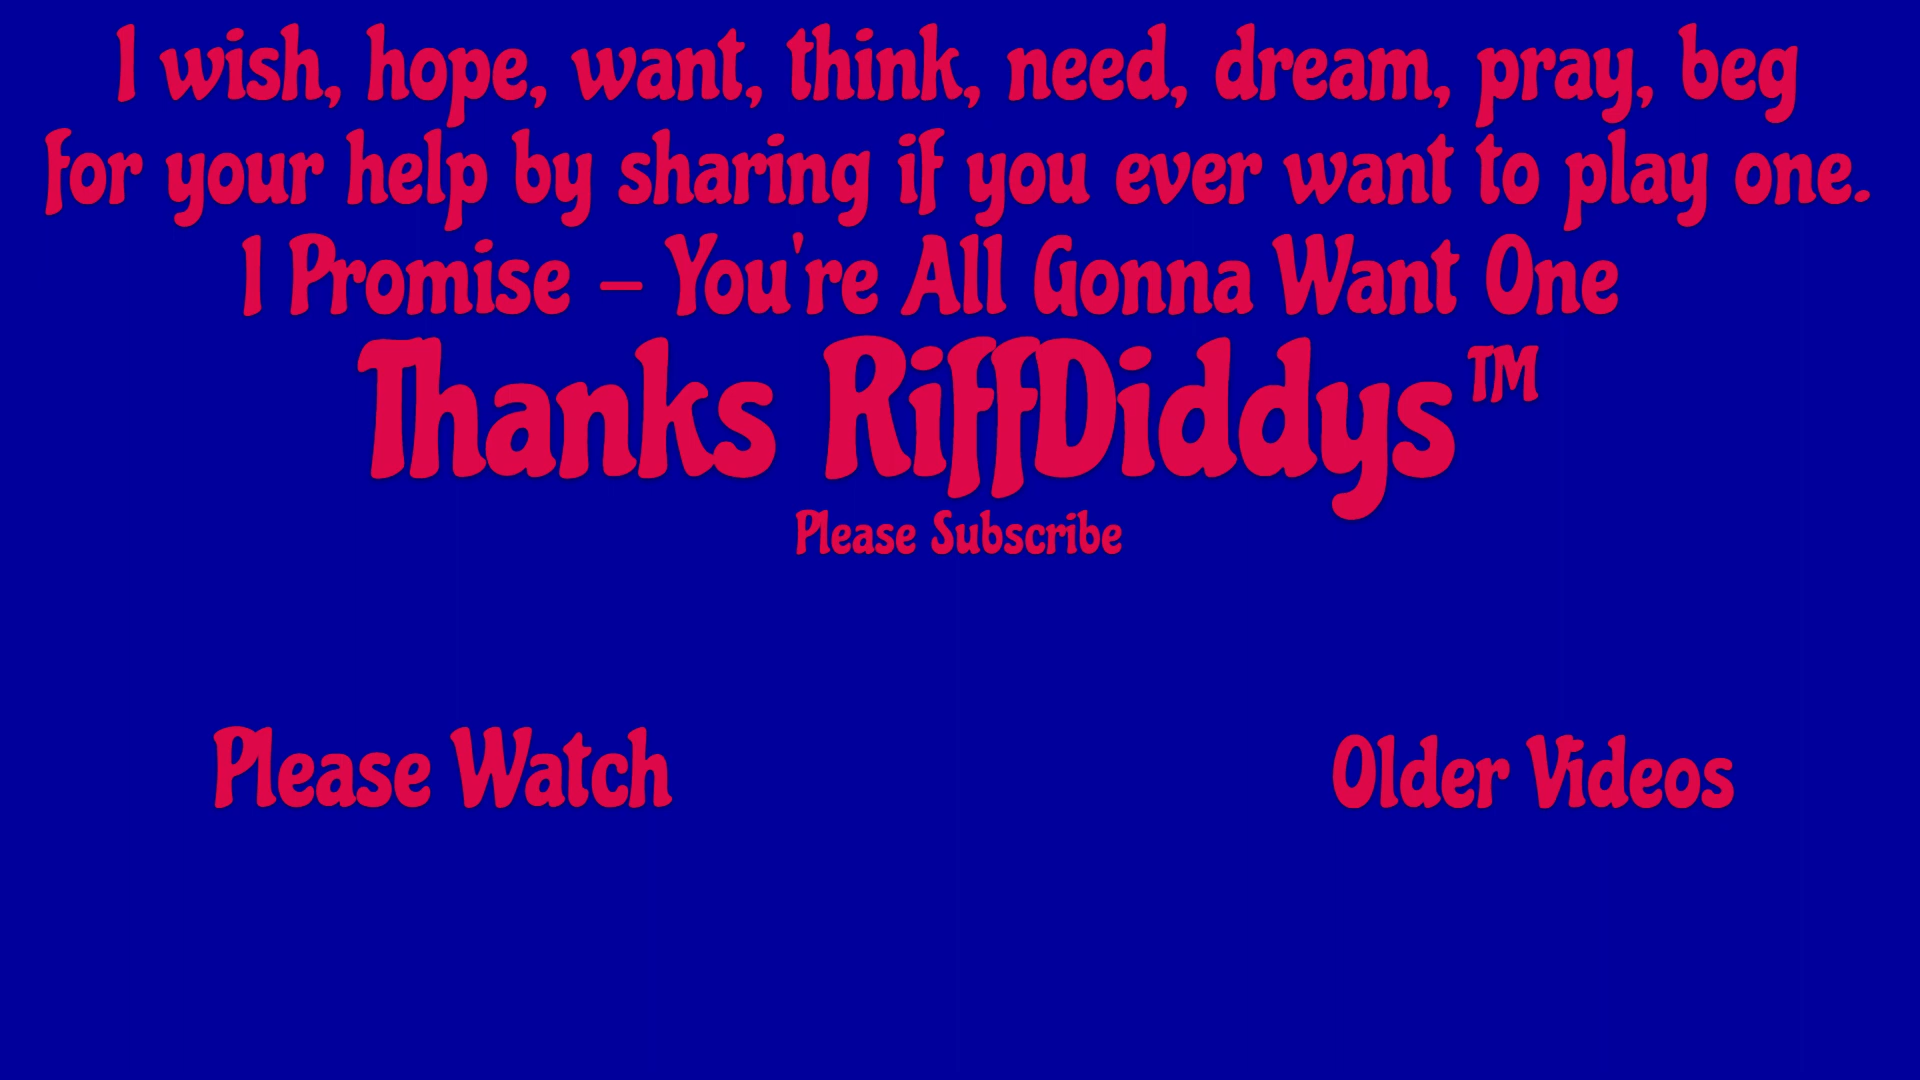 I wish, hope, want, think, need, dream, pray, beg
for your help by sharing if you ever want to play one.
I Promise - You're All Gonna Want One
Thanks RiffDiddys™
Please Subscribe
Please Watch
Older Videos